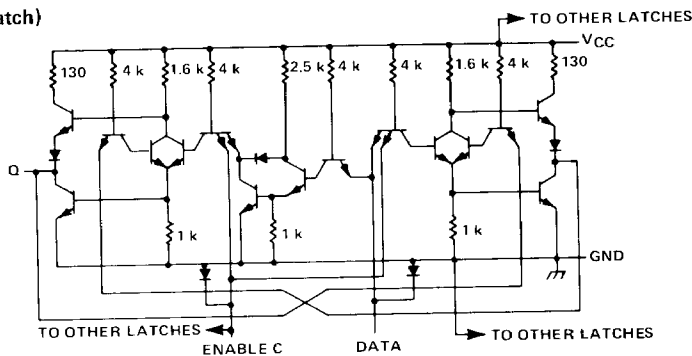 atch)
TO OTHER LATCHES
VCC
130
4 k
1.6 k
4 k
2.5 k
4 k
4 k
1.6 k
4 k
130
Q
1 k
1 k
1 k
GND
TO OTHER LATCHES
ENABLE C
DATA
TO OTHER LATCHES